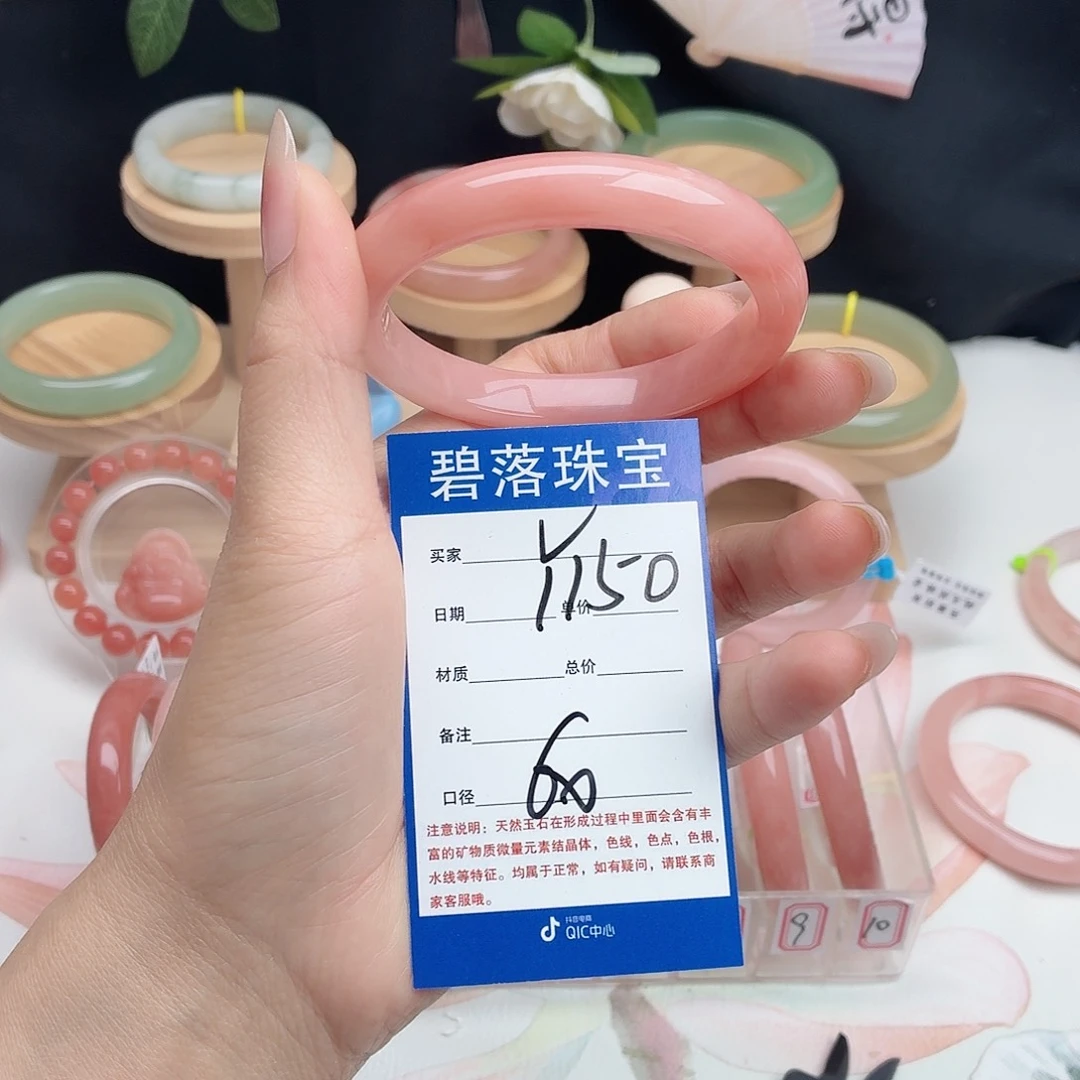 碧落珠宝
买家
V1150
日期 单价
材质 总价
备注
口径 60
注意说明：天然玉石在形成过程中里面会含有丰
富的矿物质微量元素结晶体，色线，色点，色根，
水线等特征。均属于正常，如有疑问，请联系商
家客服哦。
抖音电商
QIC中心
9 10